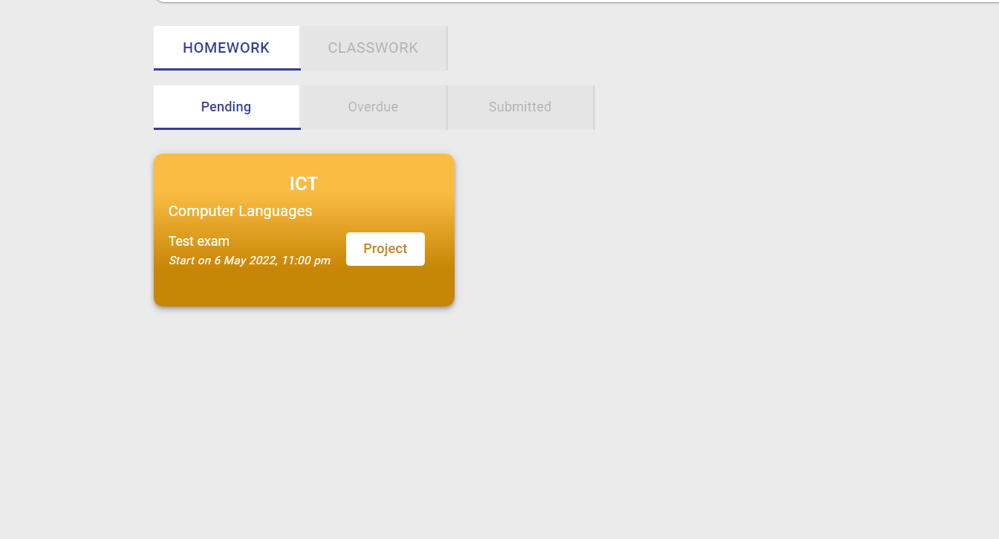 HOMEWORK CLASSWORK
Pending Overdue Submitted
ICT
Computer Languages
Test exam
Project
Start on 6 May 2022, 11:00 pm